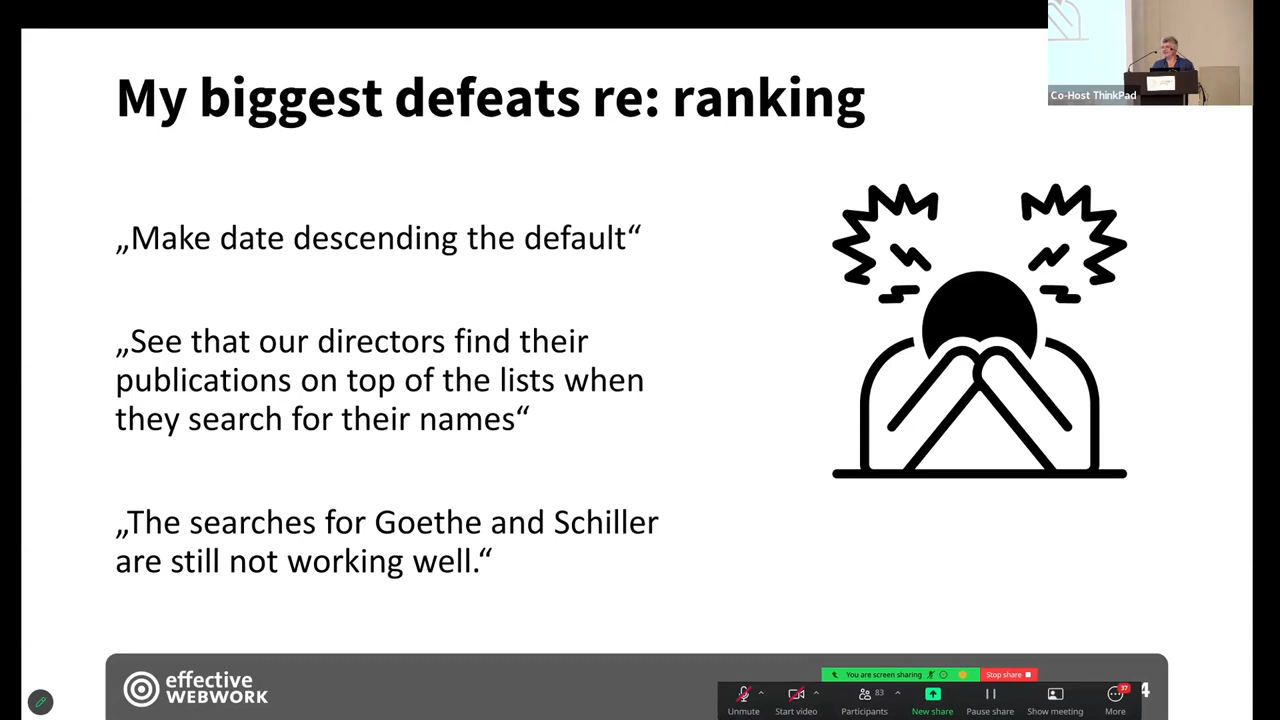 My biggest defeats re: ranking
Co-Host ThinkPad
„Make date descending the default“
„See that our directors find their
publications on top of the lists when
they search for their names“
„The searches for Goethe and Schiller
are still not working well.“
effective
WEBWORK
You are screen sharing
Stop share
83
37
4
Unmute
Start video
Participants
New share
Pause share
Show meeting
More